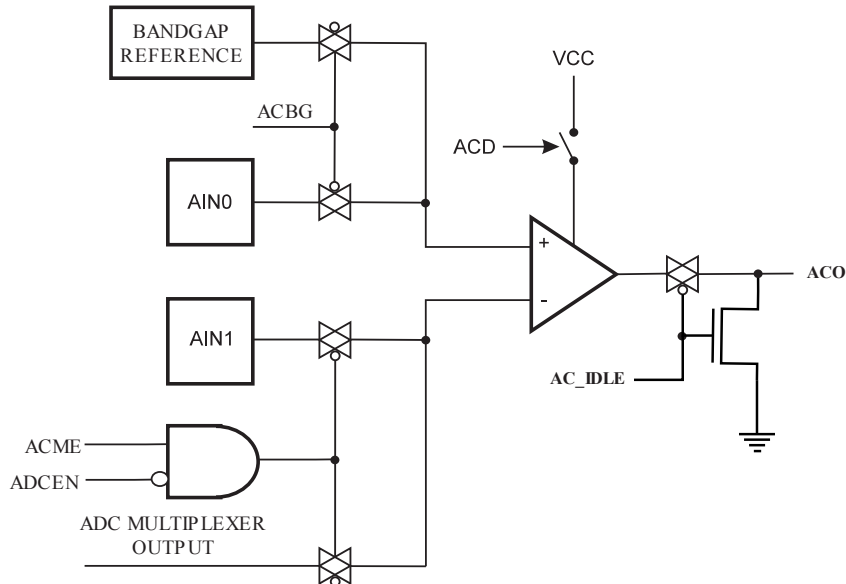 BANDGAP
REFERENCE
VCC
ACBG
ACD
AIN0
+
-
ACO
AIN1
AC_IDLE
ACME
ADCEN
ADC MULTIPLEXER
OUTPUT